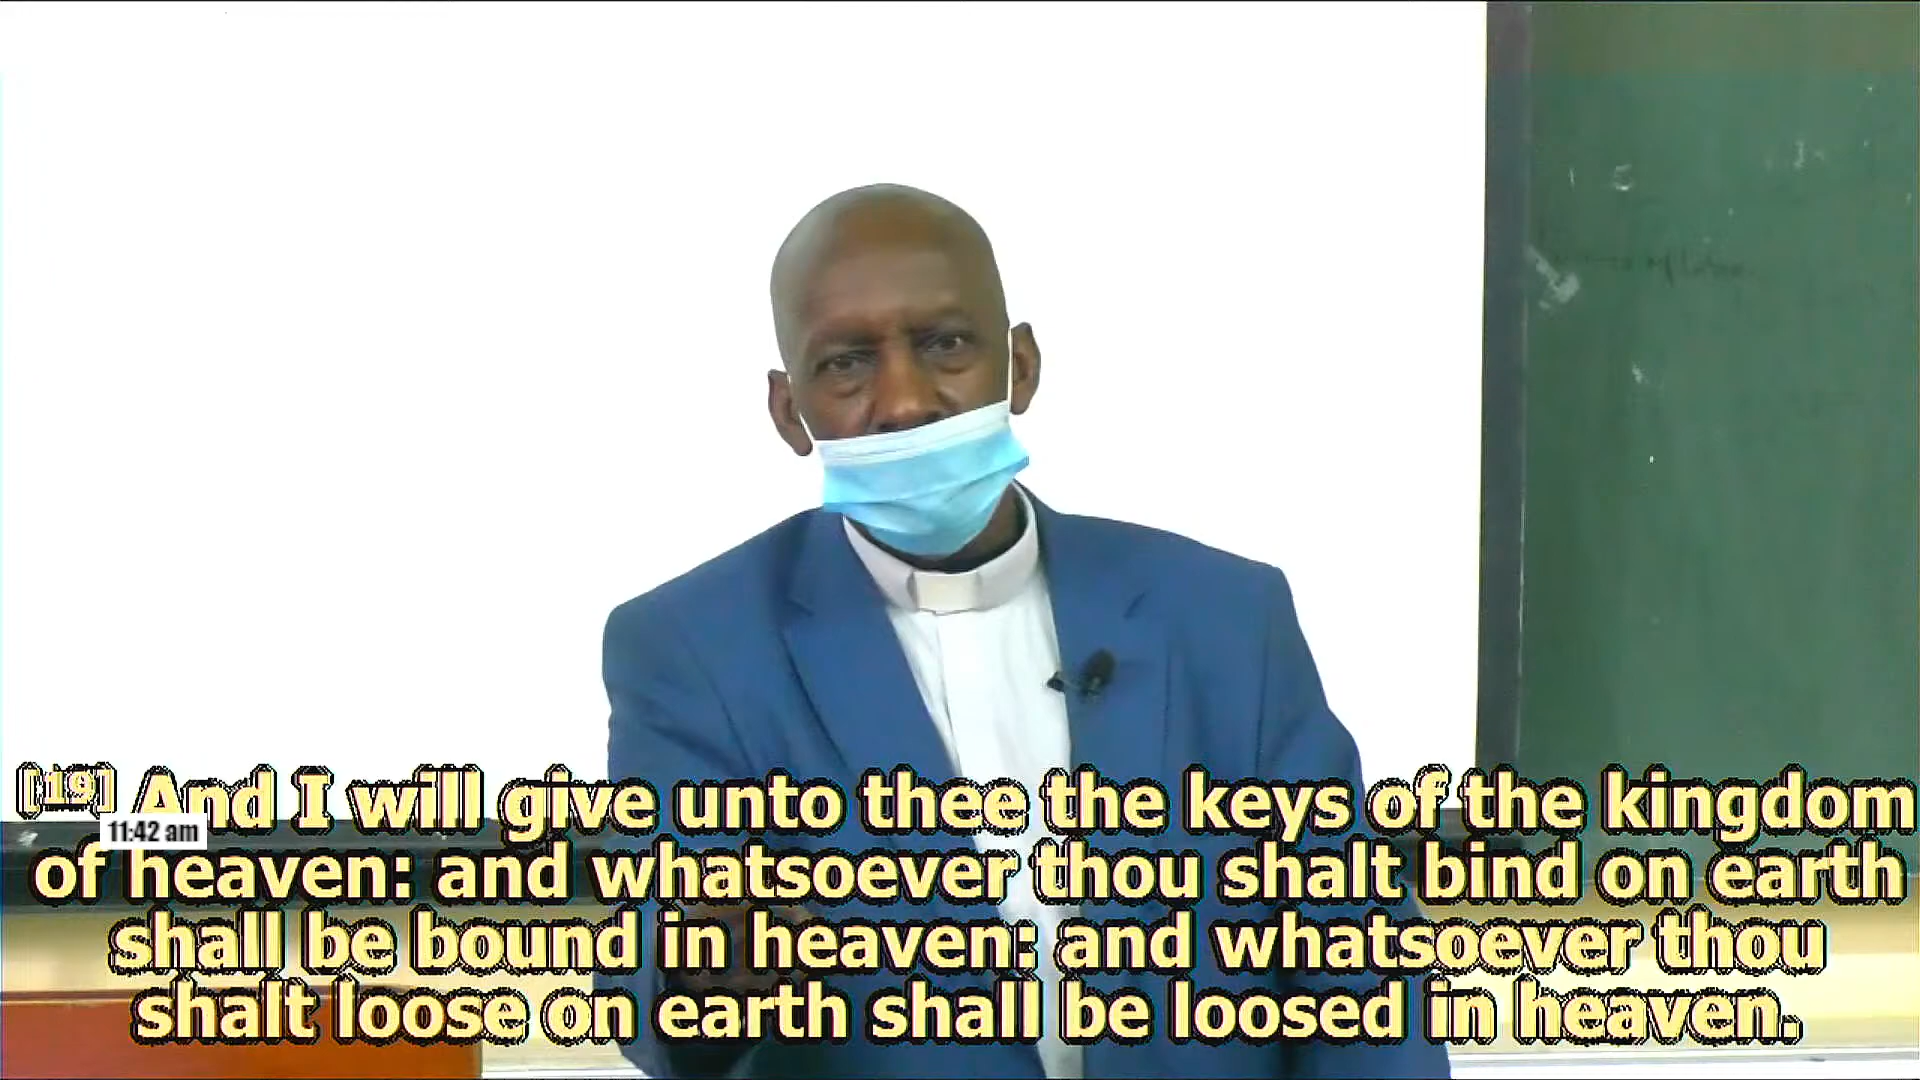 [19] And I will give unto thee the keys of the kingdom
11:42 am
of heaven: and whatsoever thou shalt bind on earth
shall be bound in heaven: and whatsoever thou
shalt loose on earth shall be loosed in heaven.